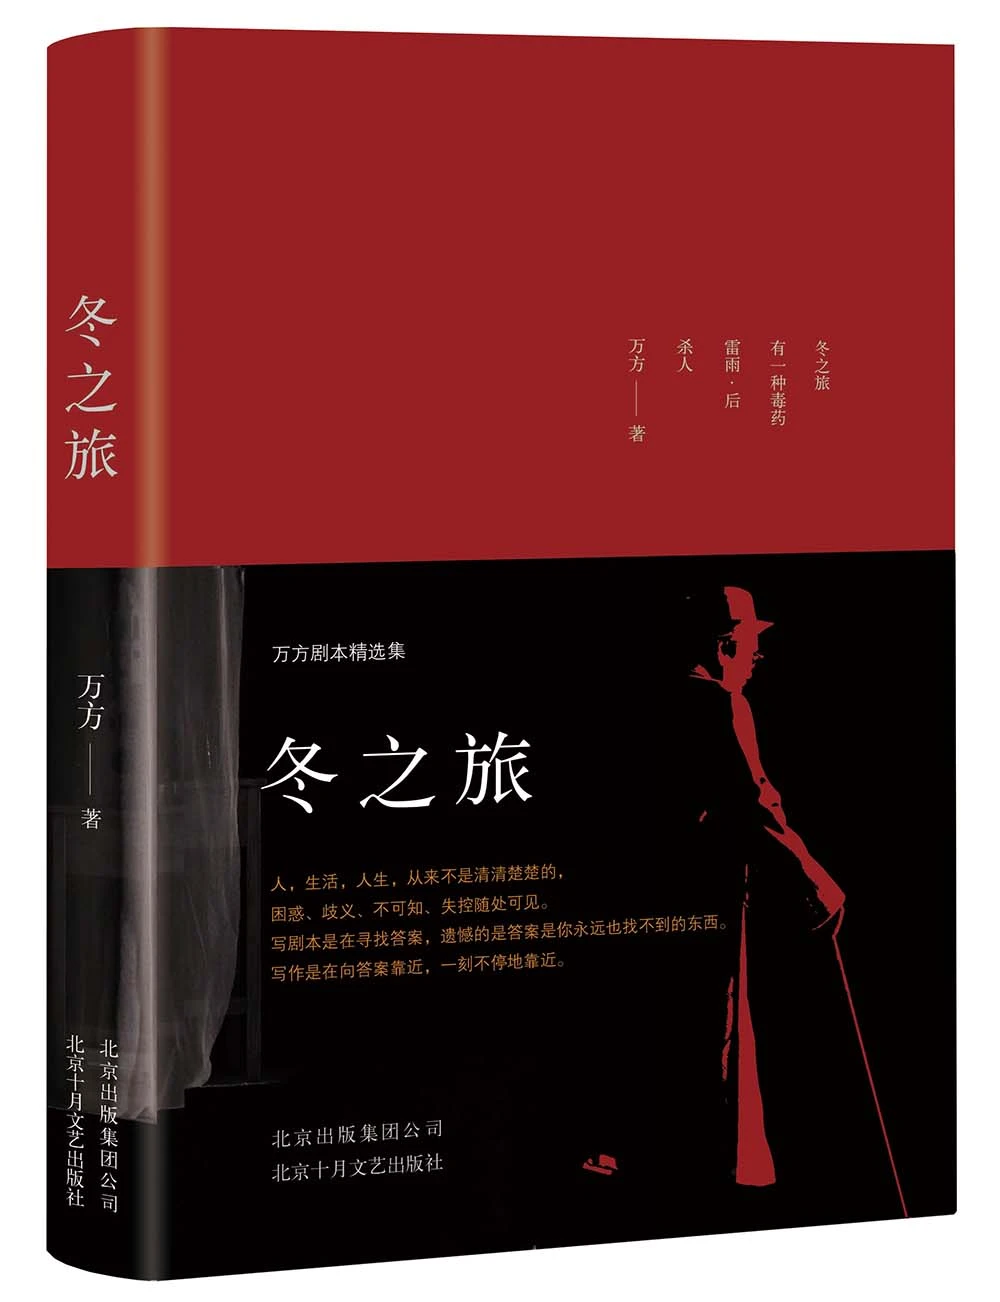 冬之旅
万方——著
北京出版集团公司
北京十月文艺出版社
冬之旅
有一种毒药
雷雨·后
杀人
万方——著
万方剧本精选集
冬之旅
人，生活，人生，从来不是清清楚楚的，
困惑、歧义、不可知、失控随处可见。
写剧本是在寻找答案，遗憾的是答案是你永远也找不到的东西。
写作是在向答案靠近，一刻不停地靠近。
北京出版集团公司
北京十月文艺出版社